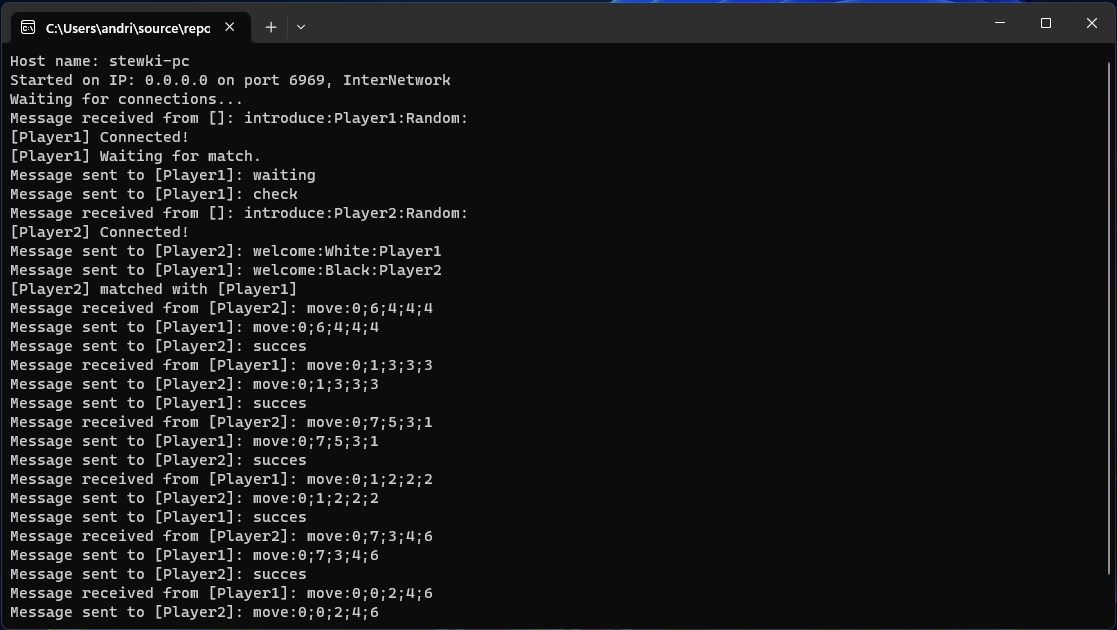 C:\Users\andri\source\repo
Host name: stewki-pc
Started on IP: 0.0.0.0 on port 6969, InterNetwork
Waiting for connections...
Message received from []: introduce:Player1:Random:
[Player1] Connected!
[Player1] Waiting for match.
Message sent to [Player1]: waiting
Message sent to [Player1]: check
Message received from []: introduce:Player2:Random:
[Player2] Connected!
Message sent to [Player2]: welcome:White:Player1
Message sent to [Player1]: welcome:Black:Player2
[Player2] matched with [Player1]
Message received from [Player2]: move:0;6;4;4;4
Message sent to [Player1]: move:0;6;4;4;4
Message sent to [Player2]: succes
Message received from [Player1]: move:0;1;3;3;3
Message sent to [Player2]: move:0;1;3;3;3
Message sent to [Player1]: succes
Message received from [Player2]: move:0;7;5;3;1
Message sent to [Player1]: move:0;7;5;3;1
Message sent to [Player2]: succes
Message received from [Player1]: move:0;1;2;2;2
Message sent to [Player2]: move:0;1;2;2;2
Message sent to [Player1]: succes
Message received from [Player2]: move:0;7;3;4;6
Message sent to [Player1]: move:0;7;3;4;6
Message sent to [Player2]: succes
Message received from [Player1]: move:0;0;2;4;6
Message sent to [Player2]: move:0;0;2;4;6